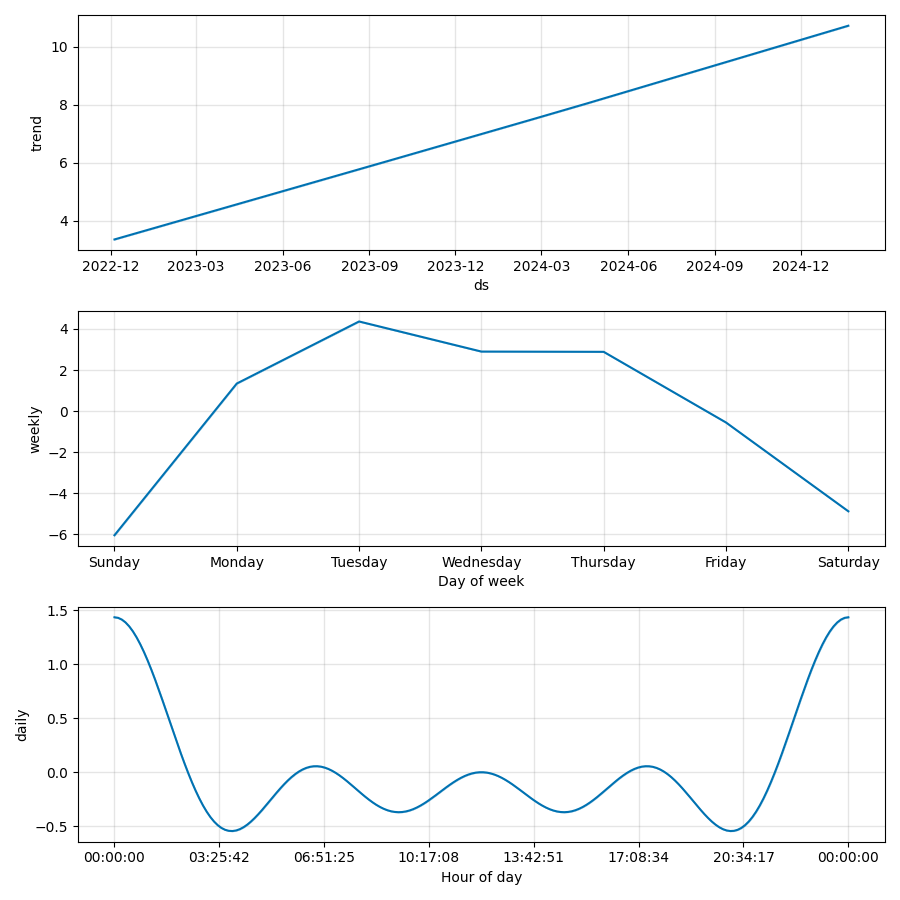 10
8
6
4
trend
2022-12 2023-03 2023-06 2023-09 2023-12 2024-03 2024-06 2024-09 2024-12
ds
4
2
0
−2
−4
−6
weekly
Sunday Monday Tuesday Wednesday Thursday Friday Saturday
Day of week
1.5
1.0
0.5
0.0
−0.5
daily
00:00:00 03:25:42 06:51:25 10:17:08 13:42:51 17:08:34 20:34:17 00:00:00
Hour of day